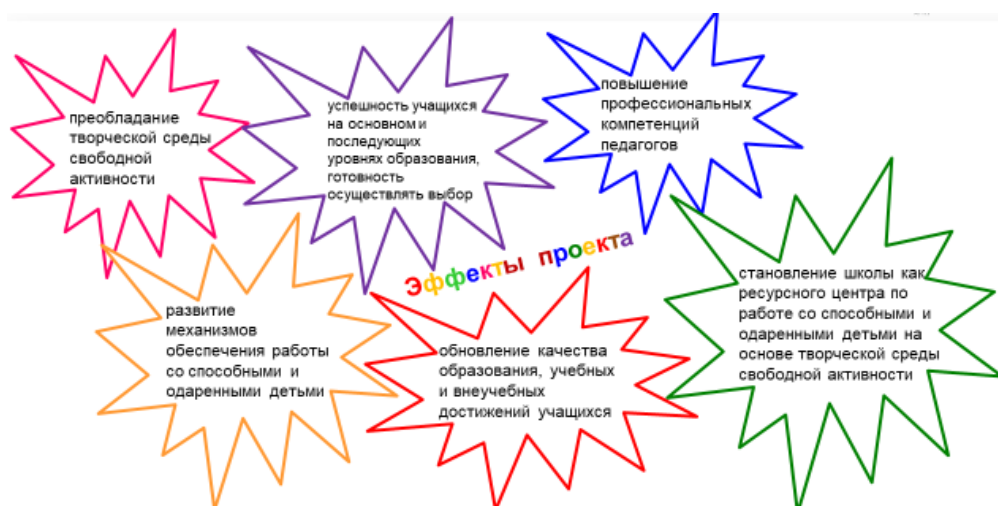 преобладание
творческой среды
свободной
активности
успешность учащихся
на основном и
последующих
уровнях образования,
готовность
осуществлять выбор
повышение
профессиональных
компетенций
педагогов
Эффекты проекта
развитие
механизмов
обеспечения работы
со способными и
одаренными детьми
обновление качества
образования, учебных
и внеучебных
достижений учащихся
становление школы как
ресурсного центра по
работе со способными и
одаренными детьми на
основе творческой среды
свободной активности